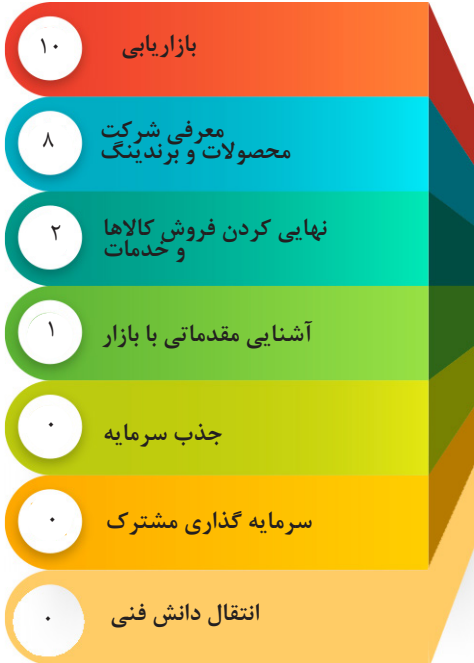 ۱۰
بازاریابی
۸
معرفی شرکت
محصولات و برندینگ
۲
نهایی کردن فروش کالاها
و خدمات
۱
آشنایی مقدماتی با بازار
۰
جذب سرمایه
۰
سرمایه گذاری مشترک
۰
انتقال دانش فنی